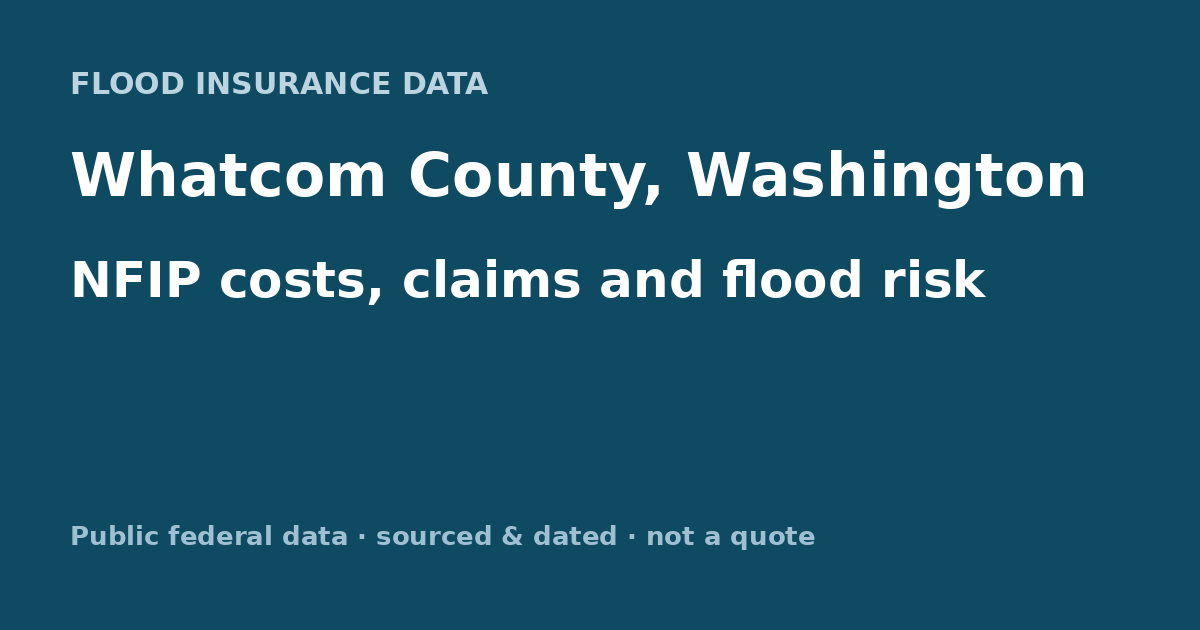 FLOOD INSURANCE DATA
Whatcom County, Washington
NFIP costs, claims and flood risk
Public federal data · sourced & dated · not a quote